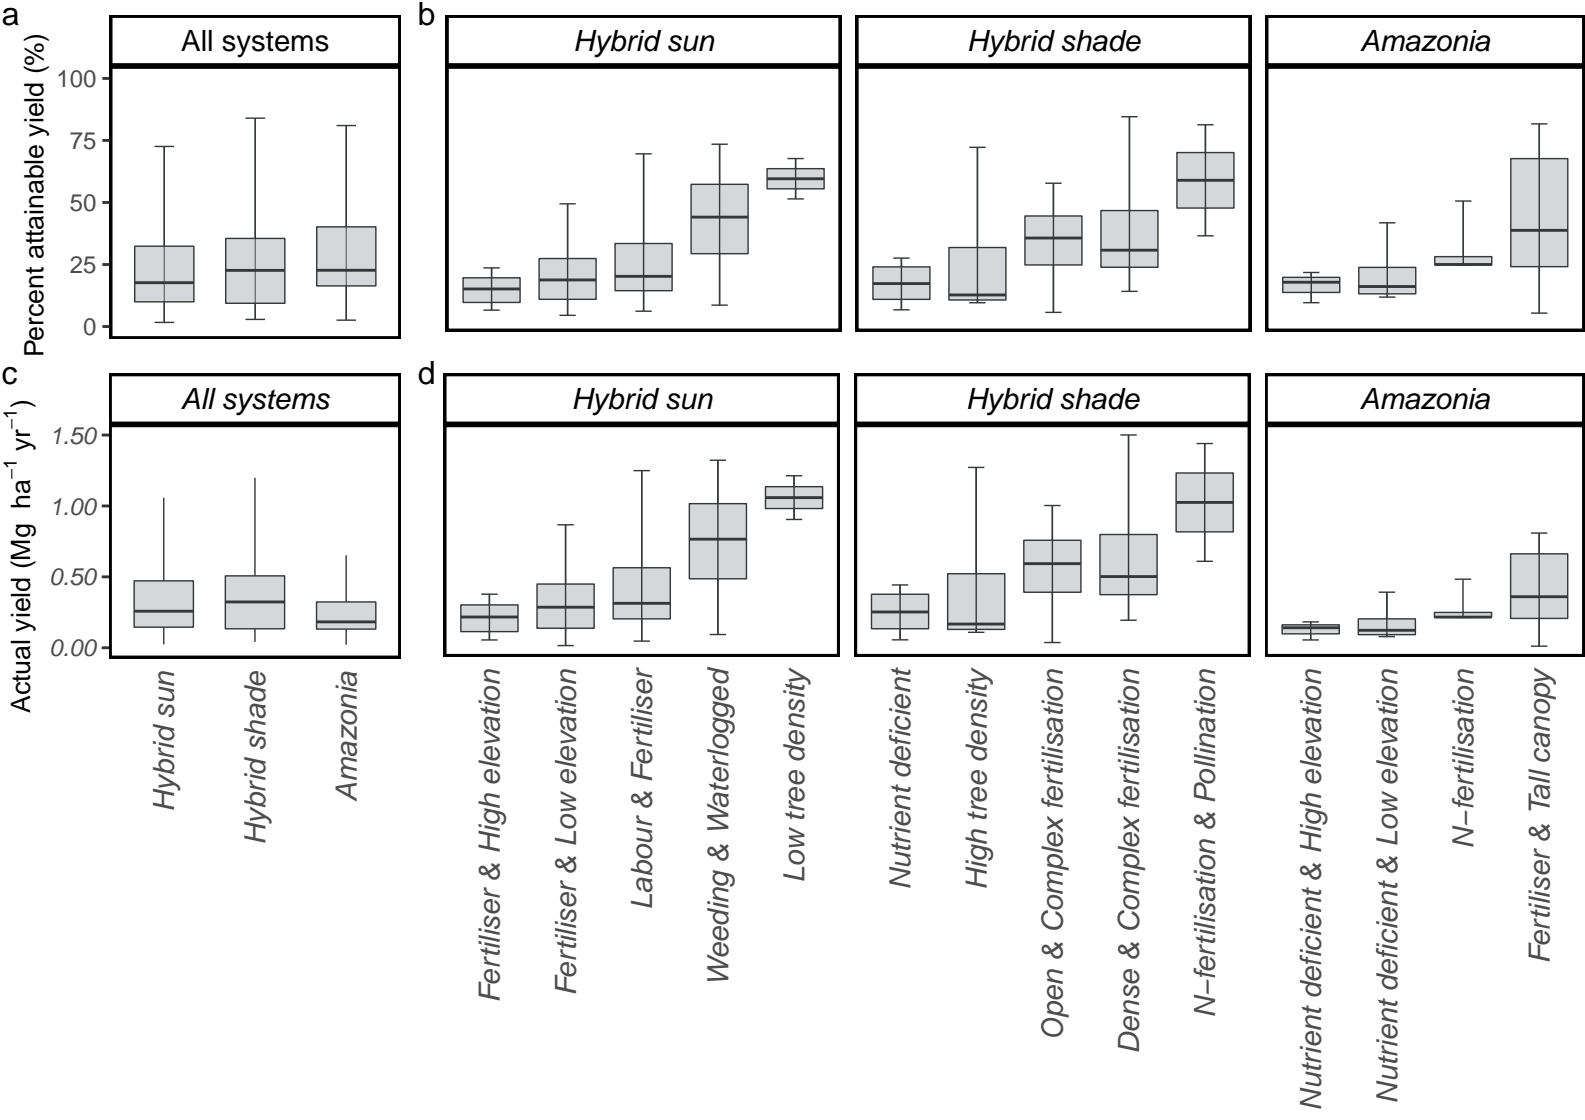 a
b
All systems
Hybrid sun
Hybrid shade
Amazonia
Percent attainable yield (%)
100
75
50
25
0
c
d
All systems
Hybrid sun
Hybrid shade
Amazonia
Actual yield (Mg ha⁻¹ yr⁻¹)
1.50
1.00
0.50
0.00
Hybrid sun
Hybrid shade
Amazonia
Fertiliser & High elevation
Fertiliser & Low elevation
Labour & Fertiliser
Weeding & Waterlogged
Low tree density
Nutrient deficient
High tree density
Open & Complex fertilisation
Dense & Complex fertilisation
N−fertilisation & Pollination
Nutrient deficient & High elevation
Nutrient deficient & Low elevation
N−fertilisation
Fertiliser & Tall canopy